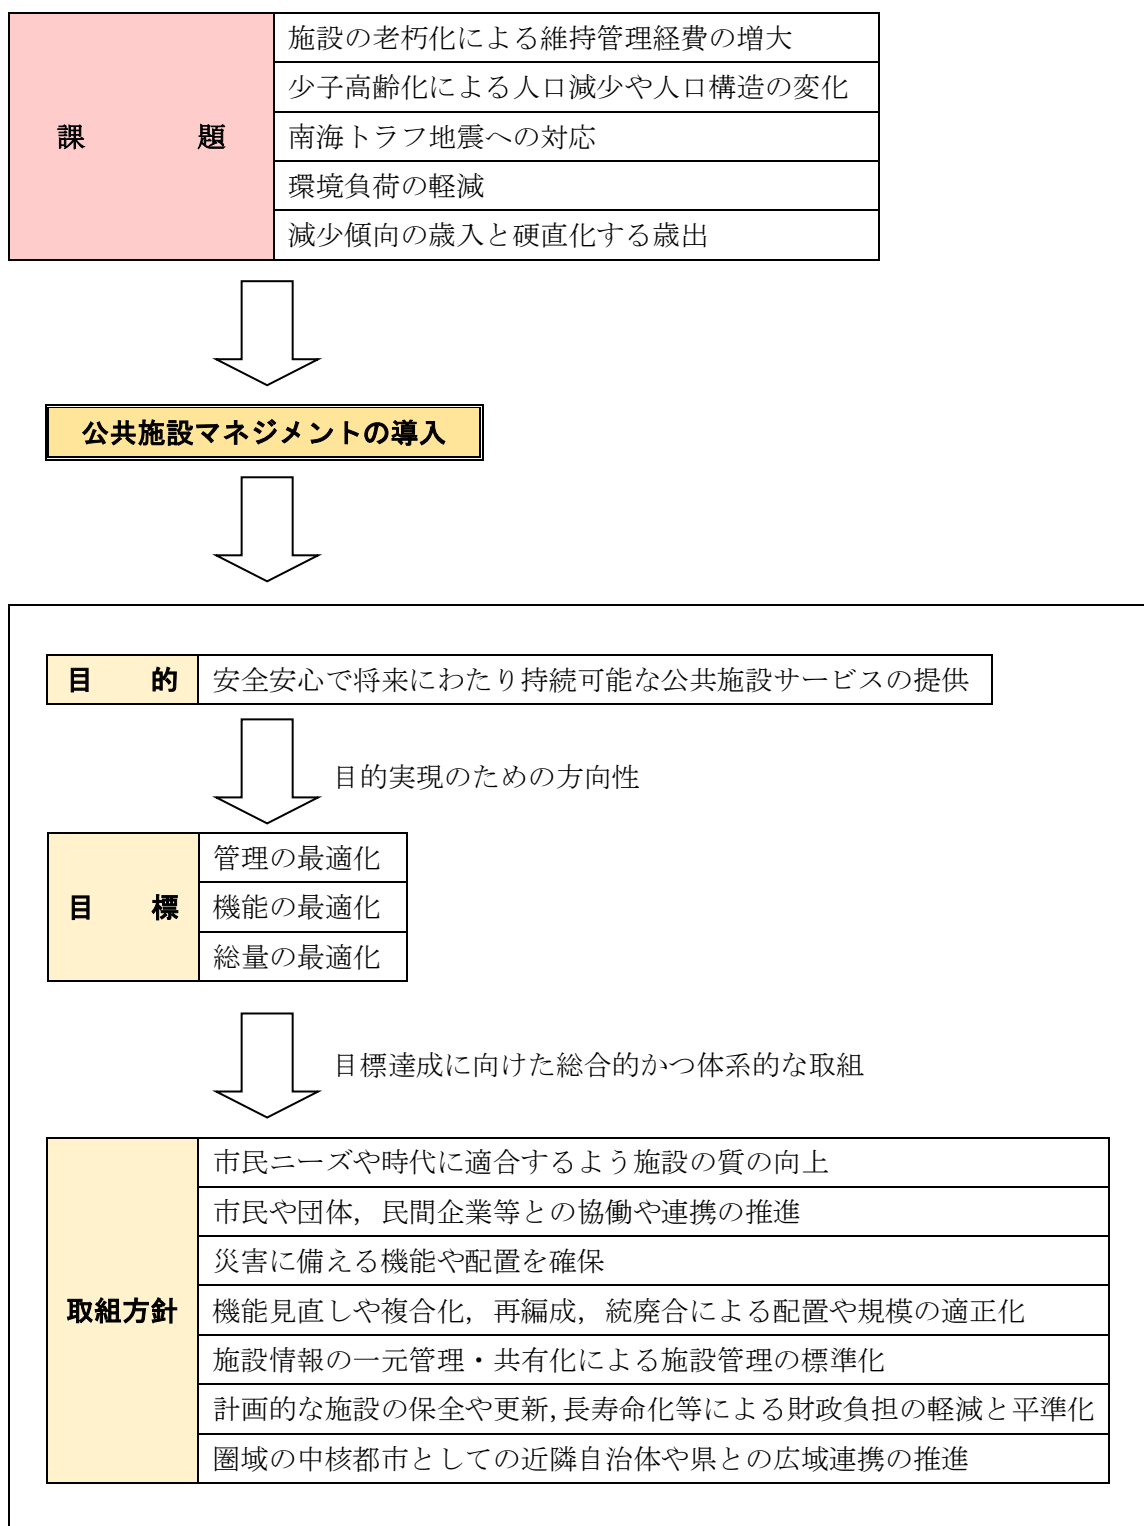 課　題
施設の老朽化による維持管理経費の増大
少子高齢化による人口減少や人口構造の変化
南海トラフ地震への対応
環境負荷の軽減
減少傾向の歳入と硬直化する歳出
公共施設マネジメントの導入
目　的
安全安心で将来にわたり持続可能な公共施設サービスの提供
目的実現のための方向性
目　標
管理の最適化
機能の最適化
総量の最適化
目標達成に向けた総合的かつ体系的な取組
取組方針
市民ニーズや時代に適合するよう施設の質の向上
市民や団体，民間企業等との協働や連携の推進
災害に備える機能や配置を確保
機能見直しや複合化，再編成，統廃合による配置や規模の適正化
施設情報の一元管理・共有化による施設管理の標準化
計画的な施設の保全や更新,長寿命化等による財政負担の軽減と平準化
圏域の中核都市としての近隣自治体や県との広域連携の推進